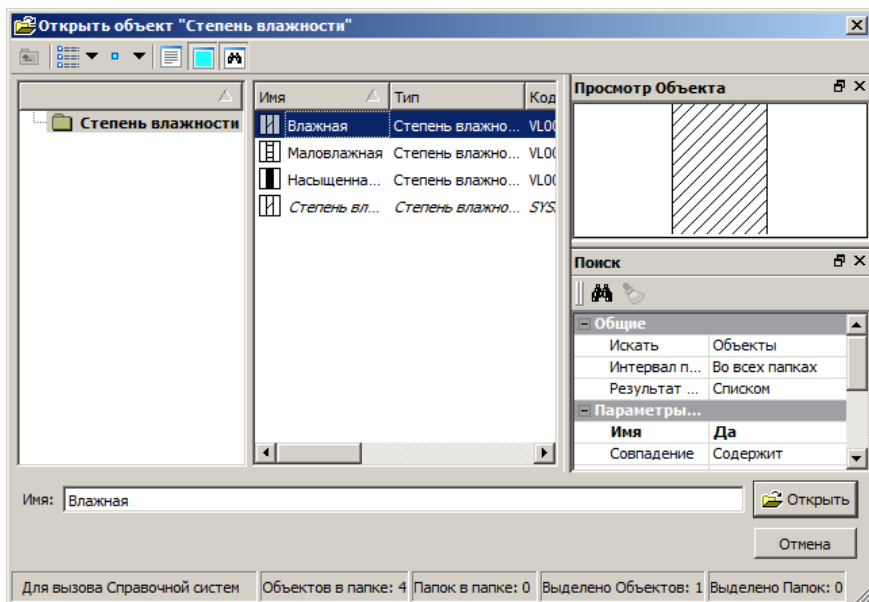 Открыть объект "Степень влажности"
Степень влажности
Имя Тип Код
Влажная Степень влажно... VL00
Маловлажная Степень влажно... VL00
Насыщенна... Степень влажно... VL00
Степень вл... Степень влажно... SYS.
Просмотр Объекта
Поиск
Общие
Искать Объекты
Интервал п... Во всех папках
Результат ... Списком
Параметры...
Имя Да
Совпадение Содержит
Имя: Влажная
Открыть
Отмена
Для вызова Справочной систем Объектов в папке: 4 Папок в папке: 0 Выделено Объектов: 1 Выделено Папок: 0